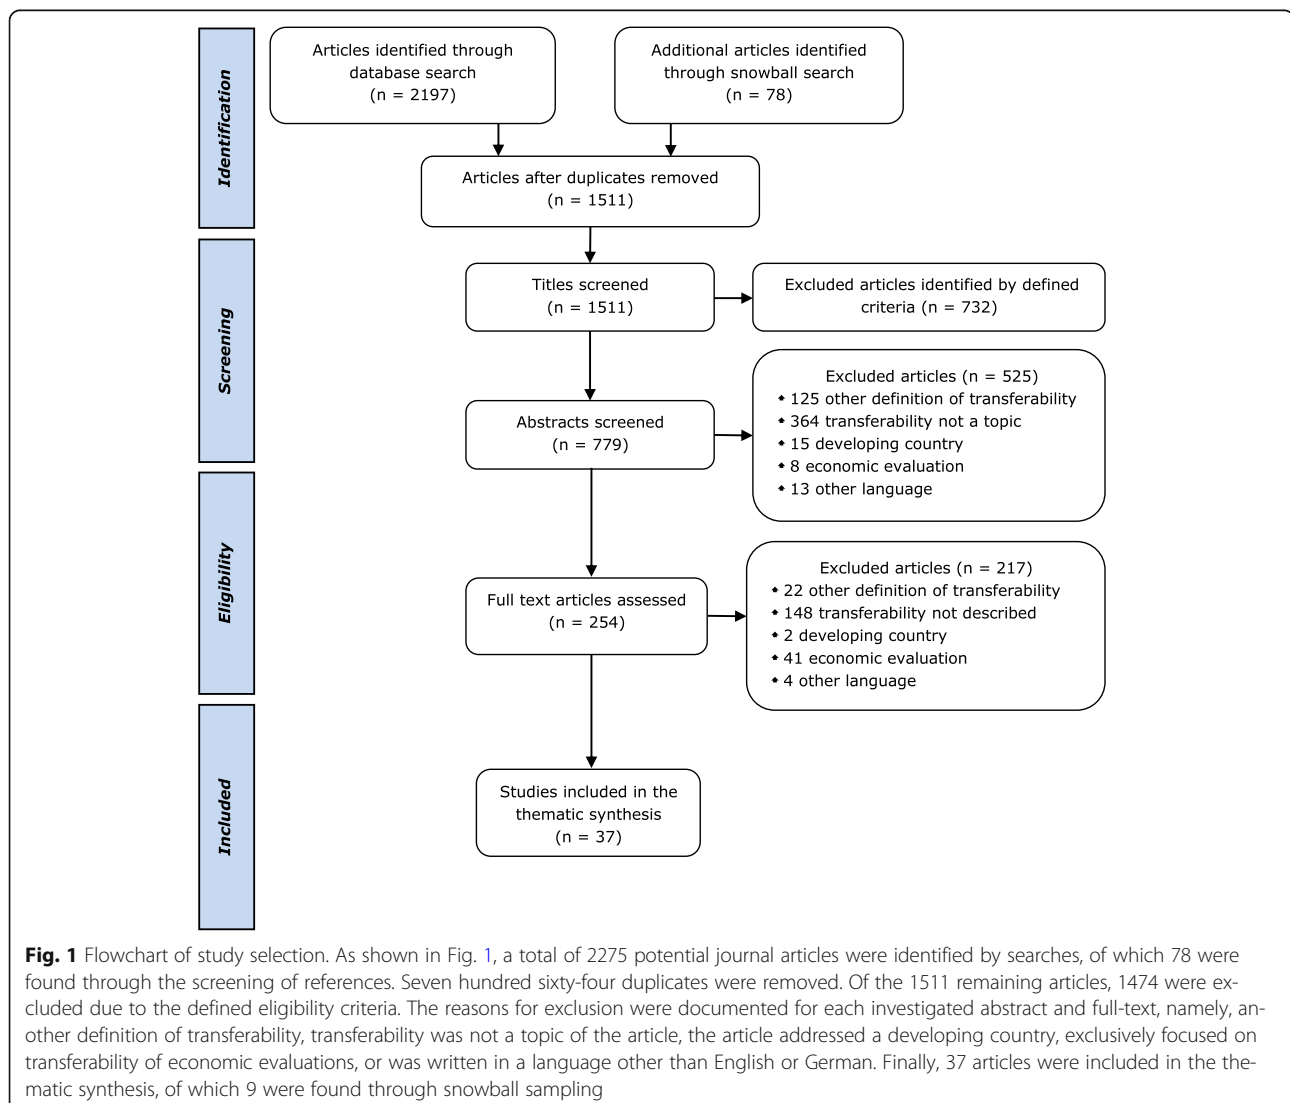 Identification
Articles identified through
database search
(n = 2197)
Additional articles identified
through snowball search
(n = 78)
Articles after duplicates removed
(n = 1511)
Screening
Titles screened
(n = 1511)
Excluded articles identified by defined
criteria (n = 732)
Abstracts screened
(n = 779)
Excluded articles (n = 525)
125 other definition of transferability
364 transferability not a topic
15 developing country
8 economic evaluation
13 other language
Eligibility
Full text articles assessed
(n = 254)
Excluded articles (n = 217)
22 other definition of transferability
148 transferability not described
2 developing country
41 economic evaluation
4 other language
Included
Studies included in the
thematic synthesis
(n = 37)
Fig. 1 Flowchart of study selection. As shown in Fig. 1, a total of 2275 potential journal articles were identified by searches, of which 78 were
found through the screening of references. Seven hundred sixty-four duplicates were removed. Of the 1511 remaining articles, 1474 were ex-
cluded due to the defined eligibility criteria. The reasons for exclusion were documented for each investigated abstract and full-text, namely, an-
other definition of transferability, transferability was not a topic of the article, the article addressed a developing country, exclusively focused on
transferability of economic evaluations, or was written in a language other than English or German. Finally, 37 articles were included in the the-
matic synthesis, of which 9 were found through snowball sampling